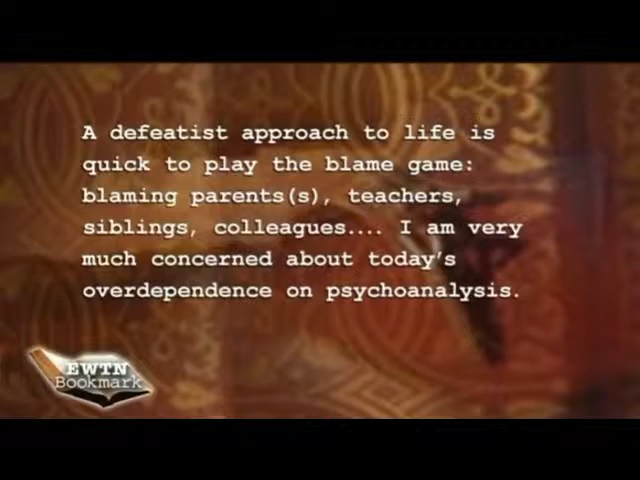 A defeatist approach to life is
quick to play the blame game:
blaming parents(s), teachers,
siblings, colleagues.... I am very
much concerned about today's
overdependence on psychoanalysis.
EWTN
Bookmark